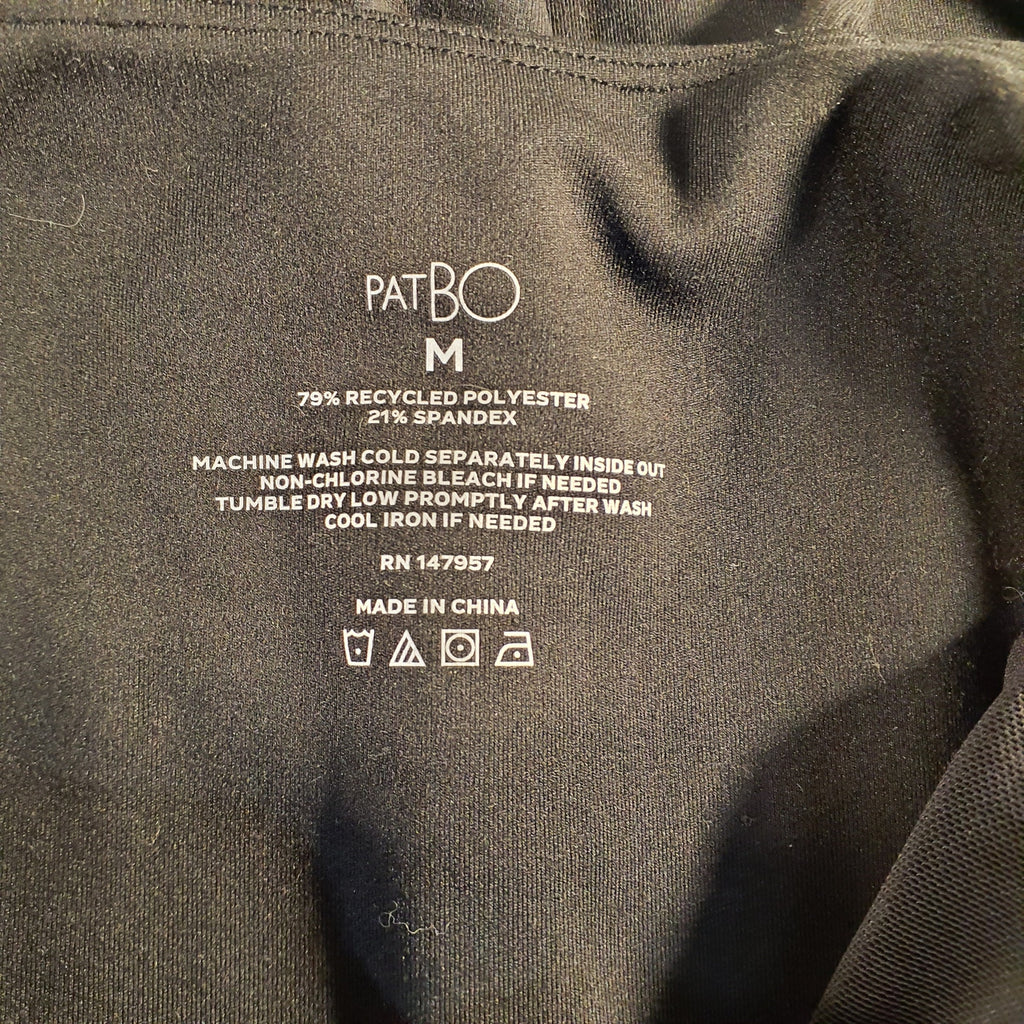 PATBO
M
79% RECYCLED POLYESTER
21% SPANDEX
MACHINE WASH COLD SEPARATELY INSIDE OUT
NON-CHLORINE BLEACH IF NEEDED
TUMBLE DRY LOW PROMPTLY AFTER WASH
COOL IRON IF NEEDED
RN 147957
MADE IN CHINA